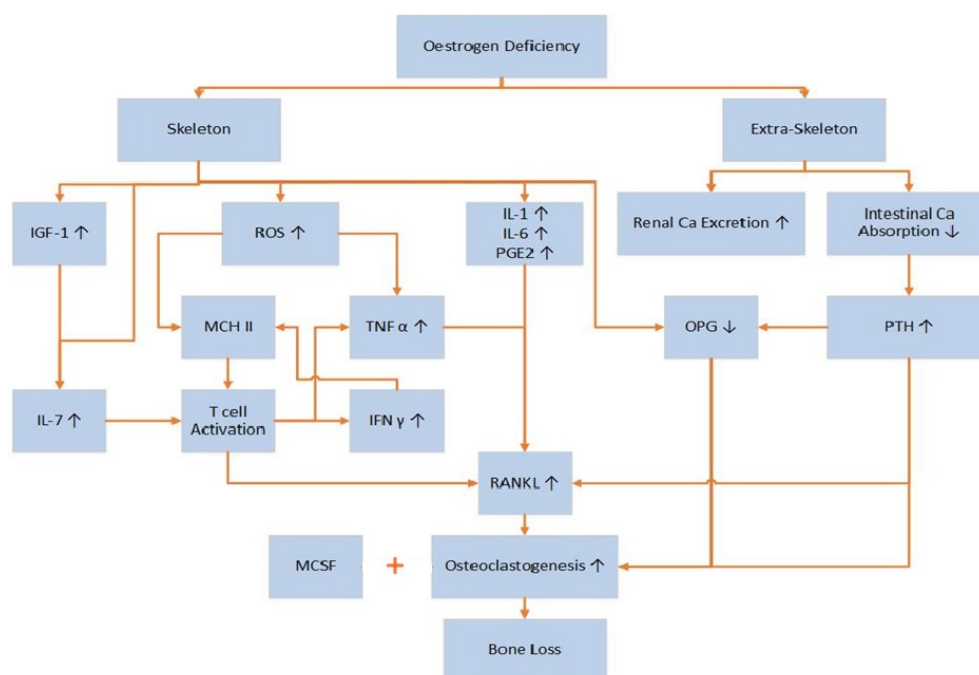 Oestrogen Deficiency
Skeleton
Extra-Skeleton
IGF-1 ↑
ROS ↑
IL-1 ↑
IL-6 ↑
PGE2 ↑
Renal Ca Excretion ↑
Intestinal Ca
Absorption ↓
MCH II
TNF α ↑
OPG ↓
PTH ↑
IL-7 ↑
T cell
Activation
IFN γ ↑
RANKL ↑
MCSF
+
Osteoclastogenesis ↑
Bone Loss